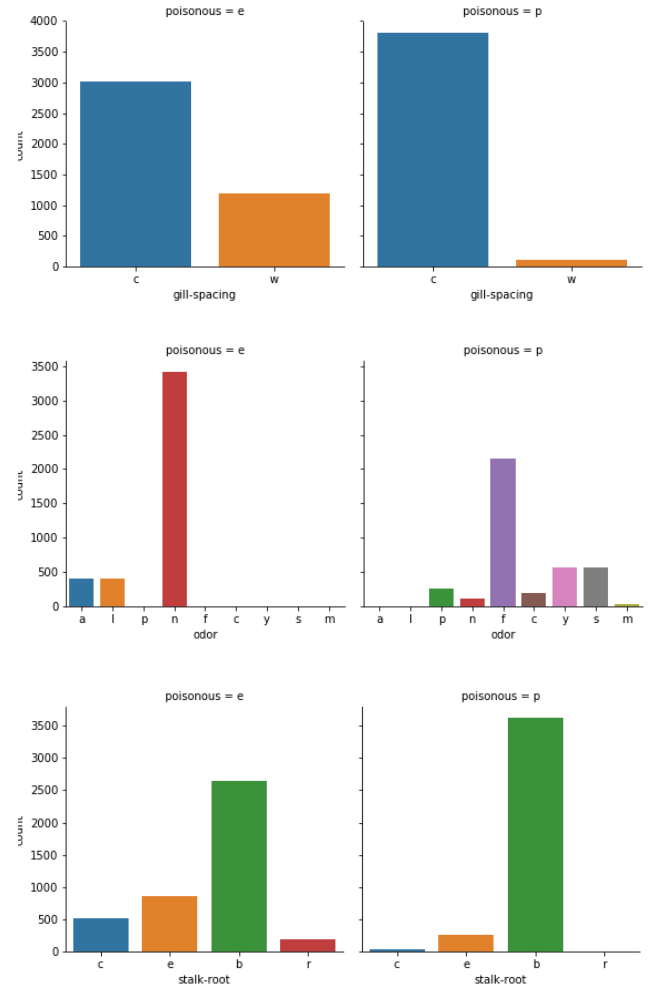 poisonous = e poisonous = p
4000
3500
3000
2500
2000
1500
1000
500
0
count
c w c w
gill-spacing gill-spacing
poisonous = e poisonous = p
3500
3000
2500
2000
1500
1000
500
0
count
a l p n f c y s m a l p n f c y s m
odor odor
poisonous = e poisonous = p
3500
3000
2500
2000
1500
1000
500
0
count
c e b r c e b r
stalk-root stalk-root